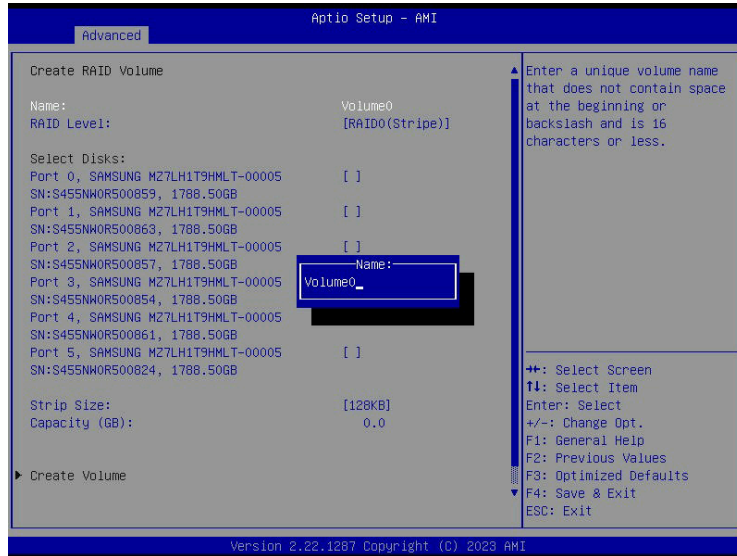 Aptio Setup - AMI
Advanced
Create RAID Volume
Name: Volume0
RAID Level: [RAID0(Stripe)]
Select Disks:
Port 0, SAMSUNG MZ7LH1T9HMLT-00005 [ ]
SN:S455NW0R500859, 1788.50GB
Port 1, SAMSUNG MZ7LH1T9HMLT-00005 [ ]
SN:S455NW0R500863, 1788.50GB
Port 2, SAMSUNG MZ7LH1T9HMLT-00005 [ ]
SN:S455NW0R500857, 1788.50GB
Port 3, SAMSUNG MZ7LH1T9HMLT-00005
SN:S455NW0R500854, 1788.50GB
Port 4, SAMSUNG MZ7LH1T9HMLT-00005
SN:S455NW0R500861, 1788.50GB
Port 5, SAMSUNG MZ7LH1T9HMLT-00005 [ ]
SN:S455NW0R500824, 1788.50GB
Strip Size: [128KB]
Capacity (GB): 0.0
Create Volume
Name:
Volume0_
Enter a unique volume name
that does not contain space
at the beginning or
backslash and is 16
characters or less.
→←: Select Screen
↑↓: Select Item
Enter: Select
+/-: Change Opt.
F1: General Help
F2: Previous Values
F3: Optimized Defaults
F4: Save & Exit
ESC: Exit
Version 2.22.1287 Copyright (C) 2023 AMI